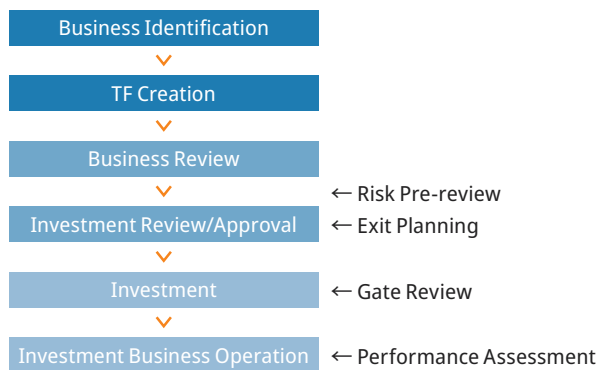 Business Identification
TF Creation
Business Review
← Risk Pre-review
Investment Review/Approval ← Exit Planning
Investment ← Gate Review
Investment Business Operation ← Performance Assessment